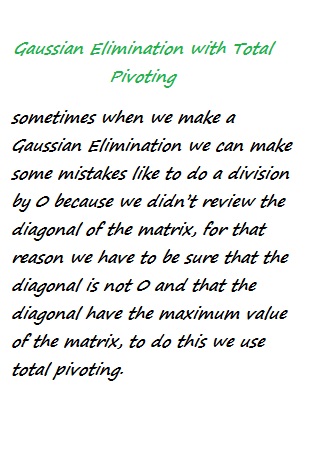 Gaussian Elimination with Total
Pivoting
sometimes when we make a
Gaussian Elimination we can make
some mistakes like to do a division
by 0 because we didn't review the
diagonal of the matrix, for that
reason we have to be sure that the
diagonal is not 0 and that the
diagonal have the maximum value
of the matrix, to do this we use
total pivoting.